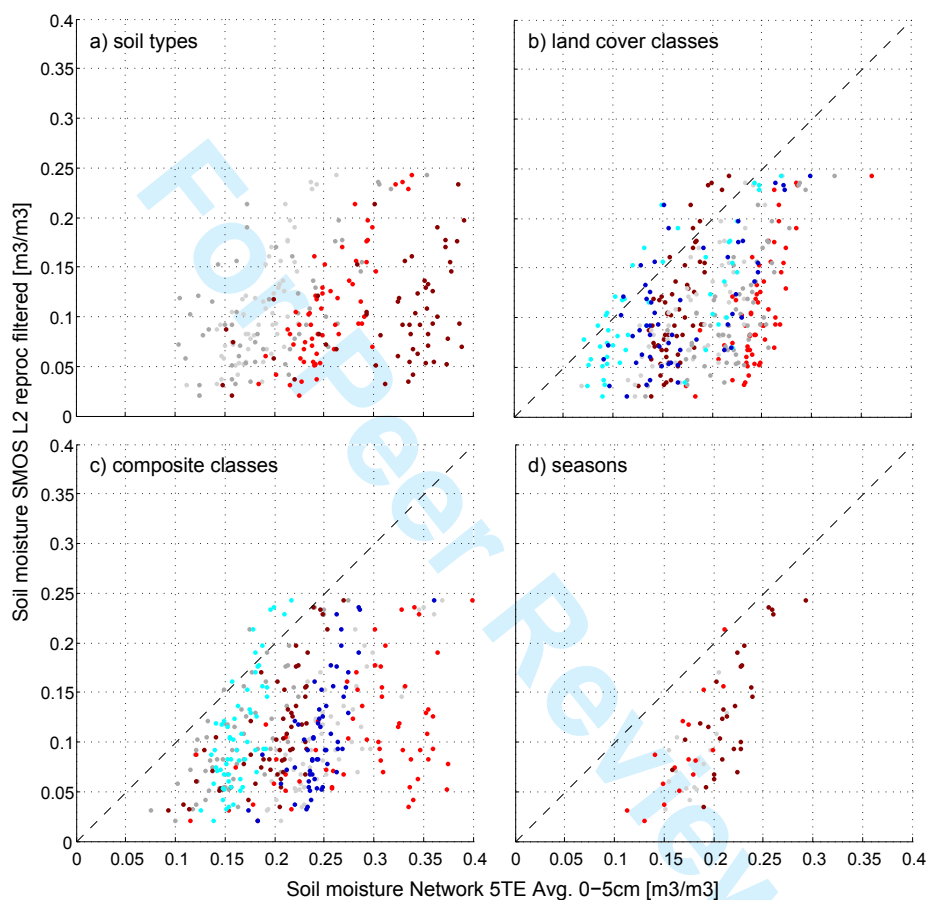 a) soil types
b) land cover classes
0.4
0.35
0.3
0.25
0.2
0.15
0.1
0.05
0
c) composite classes
d) seasons
0.4
0.35
0.3
0.25
0.2
0.15
0.1
0.05
0
0 0.05 0.1 0.15 0.2 0.25 0.3 0.35 0.4
0 0.05 0.1 0.15 0.2 0.25 0.3 0.35 0.4
Soil moisture SMOS L2 reproc filtered [m3/m3]
Soil moisture Network 5TE Avg. 0−5cm [m3/m3]
For Peer Review